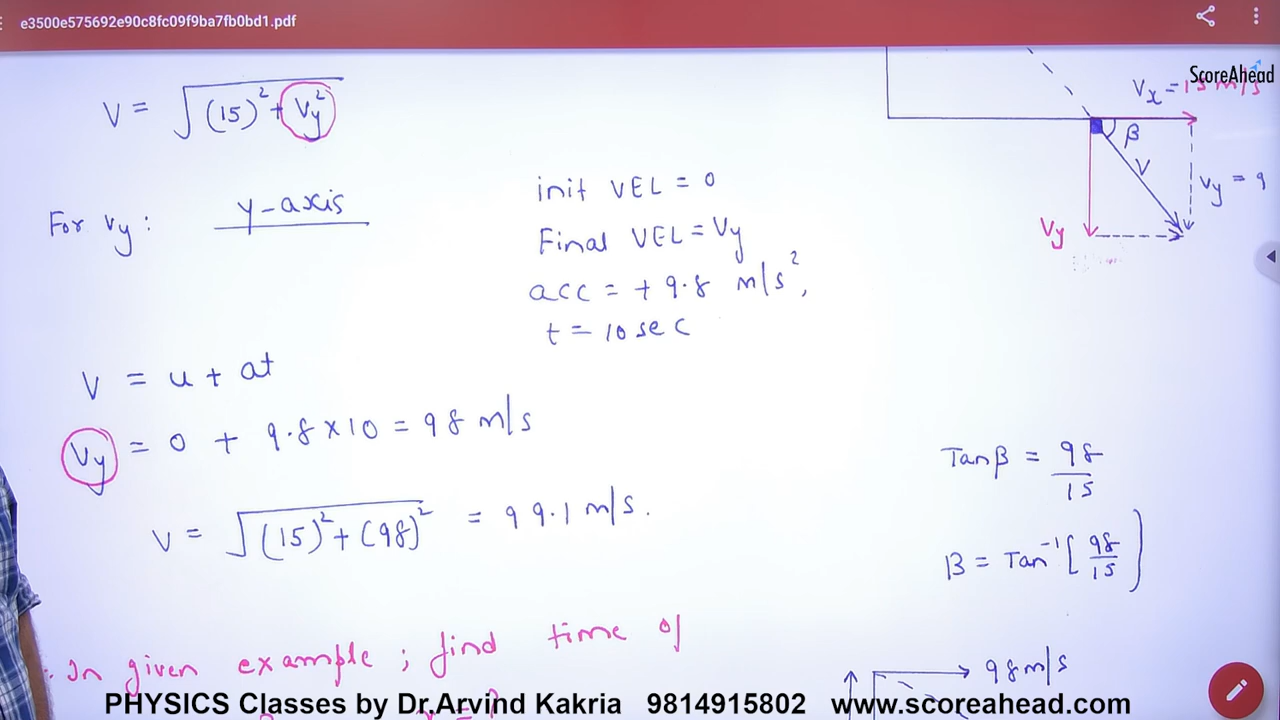 e3500e575692e90c8fc09f9ba7fb0bd1.pdf
ScoreAhead
V = √(15)² + Vy²
Vx = 15 m/s
β
V
Vy = 9
Vy
For Vy : y-axis
init VEL = 0
Final VEL = Vy
acc = + 9.8 m/s²,
t = 10 sec
V = u + at
Vy = 0 + 9.8 × 10 = 98 m/s
V = √(15)² + (98)² = 99.1 m/s.
Tanβ = 98/15
β = Tan⁻¹ [98/15)
In given example ; find time of
98 m/s
PHYSICS Classes by Dr.Arvind Kakria 9814915802 www.scoreahead.com